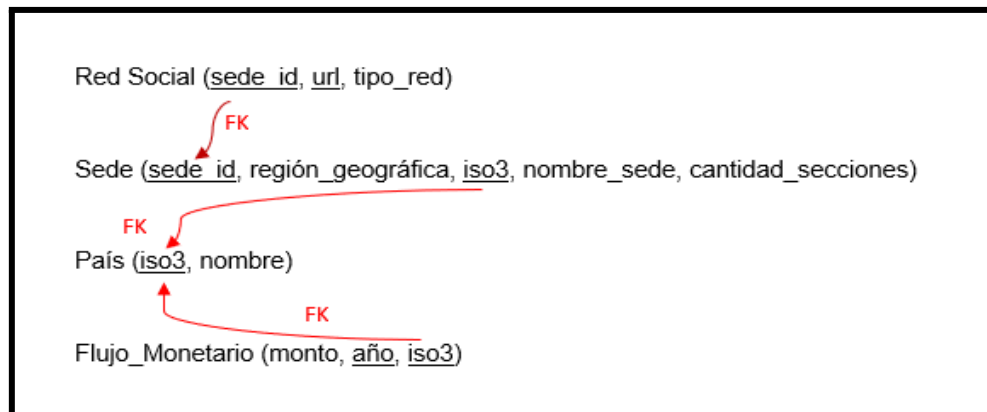 Red Social (sede_id, url, tipo_red)
FK
Sede (sede_id, región_geográfica, iso3, nombre_sede, cantidad_secciones)
FK
País (iso3, nombre)
FK
Flujo_Monetario (monto, año, iso3)